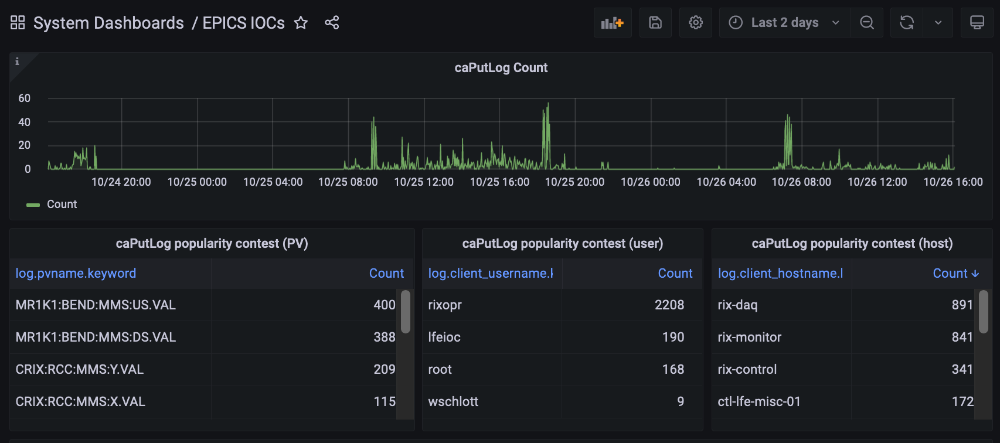 System Dashboards / EPICS IOCs
Last 2 days
i
caPutLog Count
60
40
20
0
10/24 20:00 10/25 00:00 10/25 04:00 10/25 08:00 10/25 12:00 10/25 16:00 10/25 20:00 10/26 00:00 10/26 04:00 10/26 08:00 10/26 12:00 10/26 16:00
Count
caPutLog popularity contest (PV)
log.pvname.keyword Count
MR1K1:BEND:MMS:US.VAL 400
MR1K1:BEND:MMS:DS.VAL 388
CRIX:RCC:MMS:Y.VAL 209
CRIX:RCC:MMS:X.VAL 115
caPutLog popularity contest (user)
log.client_username. Count
rixopr 2208
lfeioc 190
root 168
wschlott 9
caPutLog popularity contest (host)
log.client_hostname. Count
rix-daq 891
rix-monitor 841
rix-control 341
ctl-lfe-misc-01 172